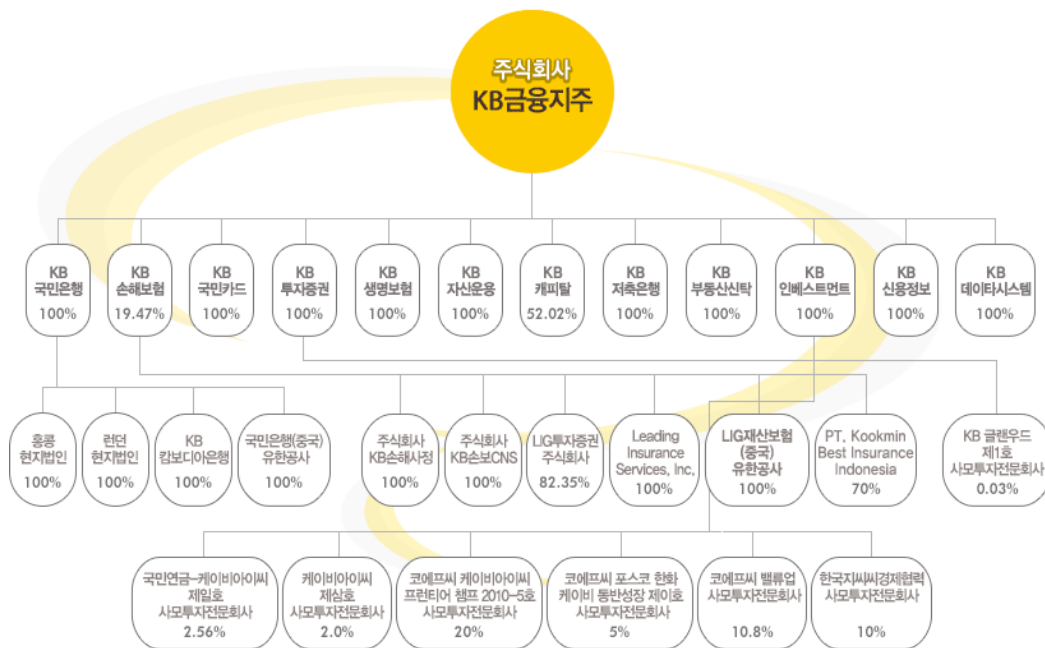 주식회사
KB금융지주
KB
국민은행
100%
KB
손해보험
19.47%
KB
국민카드
100%
KB
투자증권
100%
KB
생명보험
100%
KB
자산운용
100%
KB
캐피탈
52.02%
KB
저축은행
100%
KB
부동산신탁
100%
KB
인베스트먼트
100%
KB
신용정보
100%
KB
데이타시스템
100%
홍콩
현지법인
100%
런던
현지법인
100%
KB
캄보디아은행
100%
국민은행(중국)
유한공사
100%
주식회사
KB손해사정
100%
주식회사
KB손보CNS
100%
LIG투자증권
주식회사
82.35%
Leading
Insurance
Services, Inc.
100%
LIG재산보험
(중국)
유한공사
100%
PT. Kookmin
Best Insurance
Indonesia
70%
KB 글랜우드
제1호
사모투자전문회사
0.03%
국민연금-케이비아이씨
제일호
사모투자전문회사
2.56%
케이비아이씨
제삼호
사모투자전문회사
2.0%
코에프씨 케이비아이씨
프런티어 챔프 2010-5호
사모투자전문회사
20%
코에프씨 포스코 한화
케이비 동반성장 제이호
사모투자전문회사
5%
코에프씨 밸류업
사모투자전문회사
10.8%
한국지씨씨경제협력
사모투자전문회사
10%